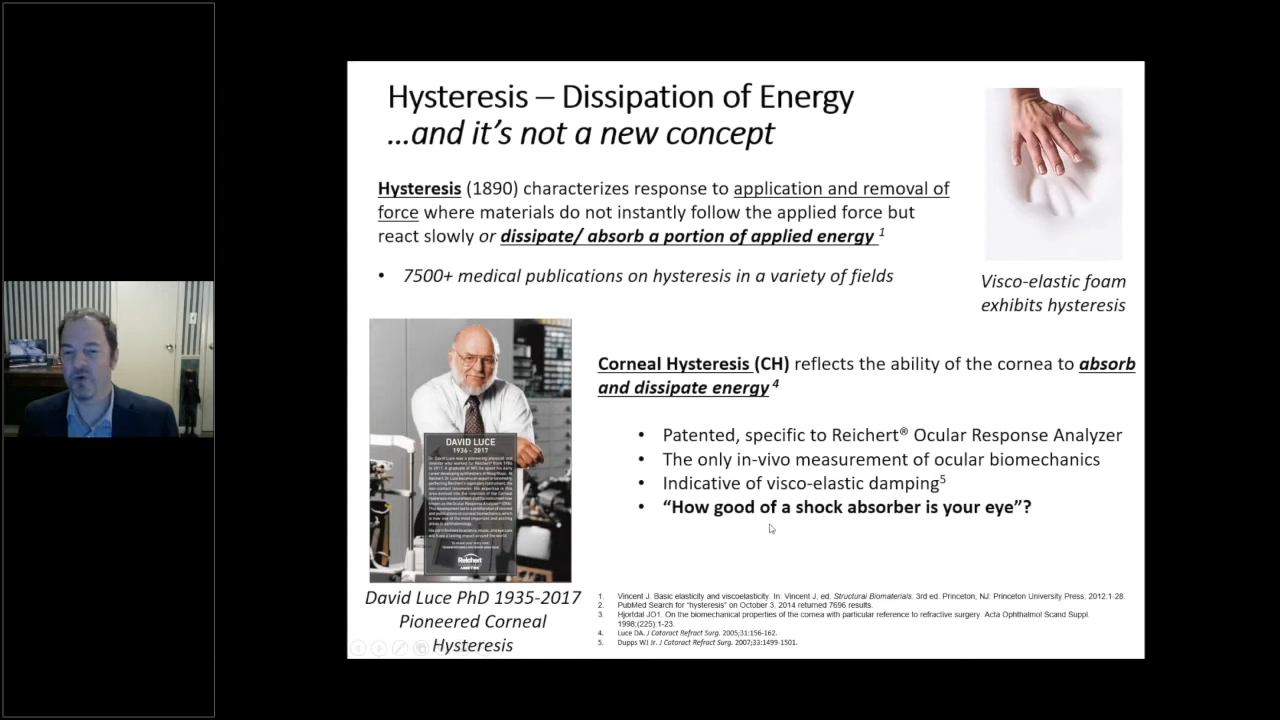 Hysteresis – Dissipation of Energy
…and it's not a new concept
Hysteresis (1890) characterizes response to application and removal of
force where materials do not instantly follow the applied force but
react slowly or dissipate/ absorb a portion of applied energy 1
• 7500+ medical publications on hysteresis in a variety of fields
Visco-elastic foam
exhibits hysteresis
Corneal Hysteresis (CH) reflects the ability of the cornea to absorb
and dissipate energy 4
• Patented, specific to Reichert® Ocular Response Analyzer
• The only in-vivo measurement of ocular biomechanics
• Indicative of visco-elastic damping5
• “How good of a shock absorber is your eye”?
DAVID LUCE
1936 - 2017
Reichert
AMETEK
David Luce PhD 1935-2017
Pioneered Corneal
Hysteresis
1. Vincent J. Basic elasticity and viscoelasticity. In: Vincent J, ed. Structural Biomaterials. 3rd ed. Princeton, NJ: Princeton University Press, 2012:1-28.
2. PubMed Search for “hysteresis” on October 3, 2014 returned 7696 results.
3. Hjortdal JO1. On the biomechanical properties of the cornea with particular reference to refractive surgery. Acta Ophthalmol Scand Suppl.
1998;(225):1-23.
4. Luce DA. J Cataract Refract Surg. 2005;31:156-162.
5. Dupps WJ Jr. J Cataract Refract Surg. 2007;33:1499-1501.